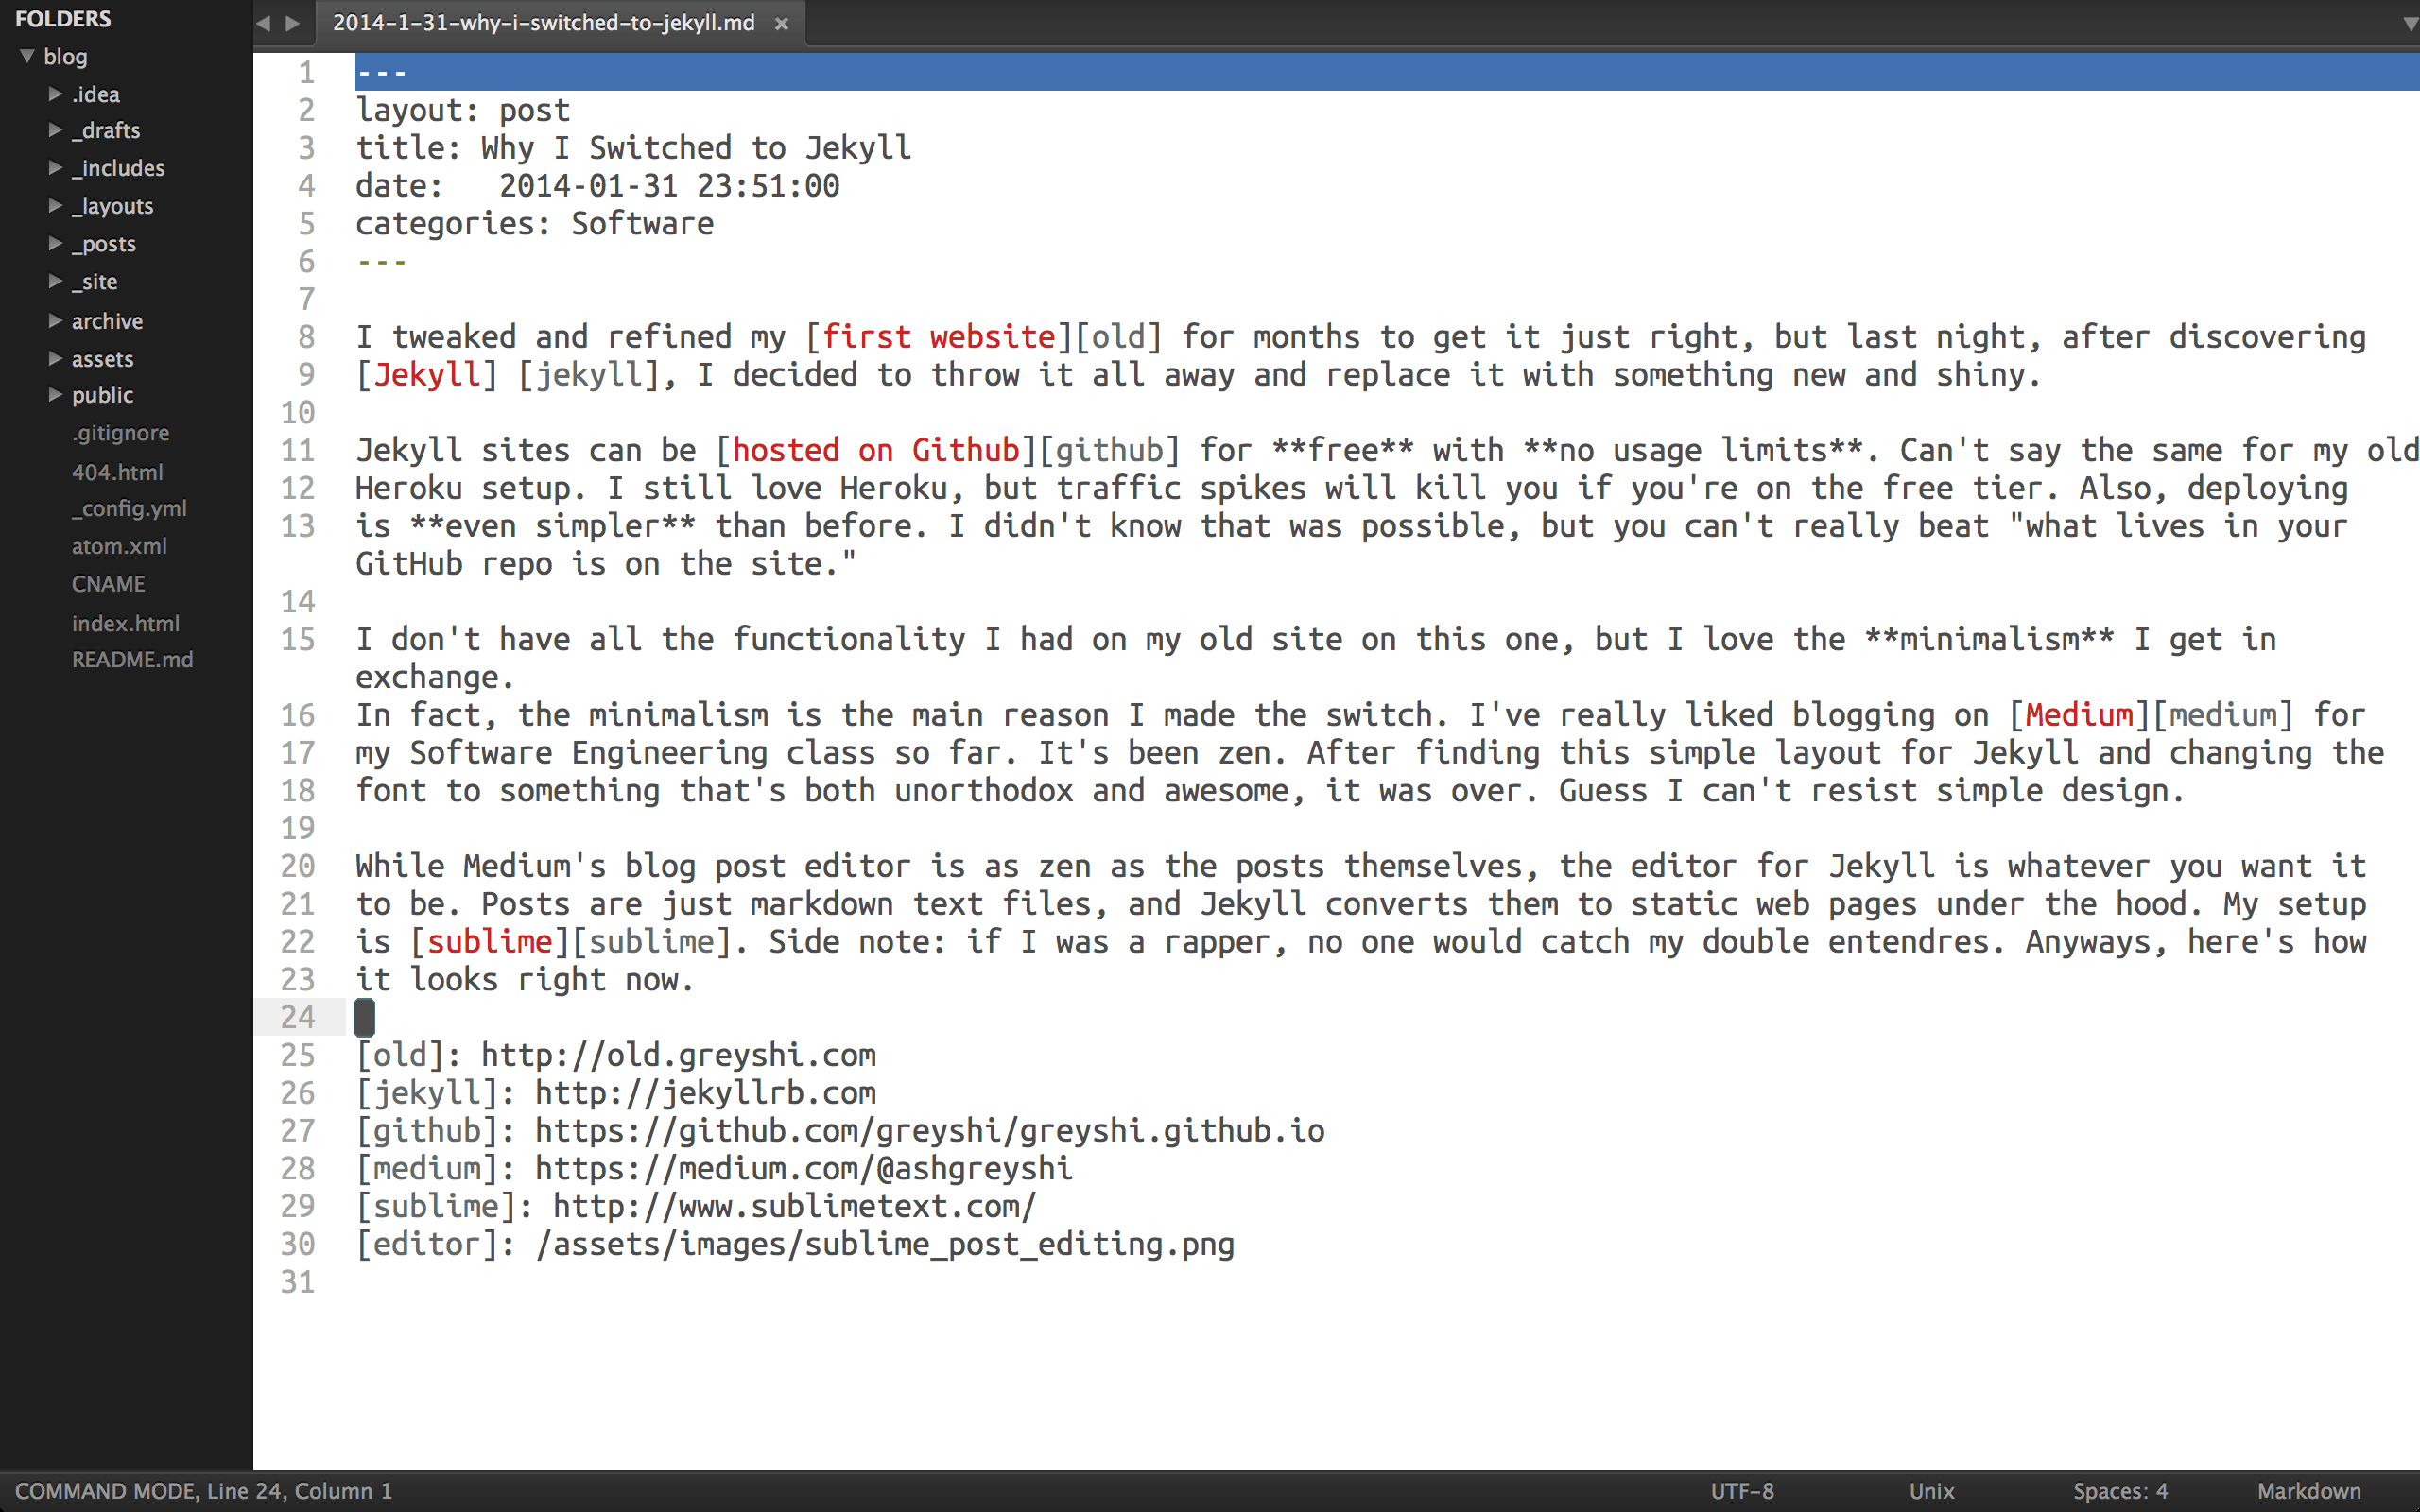 FOLDERS
blog
.idea
_drafts
_includes
_layouts
_posts
_site
archive
assets
public
.gitignore
404.html
_config.yml
atom.xml
CNAME
index.html
README.md
2014-1-31-why-i-switched-to-jekyll.md ×
1 ---
2 layout: post
3 title: Why I Switched to Jekyll
4 date:   2014-01-31 23:51:00
5 categories: Software
6 ---
7
8 I tweaked and refined my [first website][old] for months to get it just right, but last night, after discovering
9 [Jekyll] [jekyll], I decided to throw it all away and replace it with something new and shiny.
10
11 Jekyll sites can be [hosted on Github][github] for **free** with **no usage limits**. Can't say the same for my old
12 Heroku setup. I still love Heroku, but traffic spikes will kill you if you're on the free tier. Also, deploying
13 is **even simpler** than before. I didn't know that was possible, but you can't really beat "what lives in your
GitHub repo is on the site."
14
15 I don't have all the functionality I had on my old site on this one, but I love the **minimalism** I get in
exchange.
16 In fact, the minimalism is the main reason I made the switch. I've really liked blogging on [Medium][medium] for
17 my Software Engineering class so far. It's been zen. After finding this simple layout for Jekyll and changing the
18 font to something that's both unorthodox and awesome, it was over. Guess I can't resist simple design.
19
20 While Medium's blog post editor is as zen as the posts themselves, the editor for Jekyll is whatever you want it
21 to be. Posts are just markdown text files, and Jekyll converts them to static web pages under the hood. My setup
22 is [sublime][sublime]. Side note: if I was a rapper, no one would catch my double entendres. Anyways, here's how
23 it looks right now.
24
25 [old]: http://old.greyshi.com
26 [jekyll]: http://jekyllrb.com
27 [github]: https://github.com/greyshi/greyshi.github.io
28 [medium]: https://medium.com/@ashgreyshi
29 [sublime]: http://www.sublimetext.com/
30 [editor]: /assets/images/sublime_post_editing.png
31
COMMAND MODE, Line 24, Column 1
UTF-8
Unix
Spaces: 4
Markdown